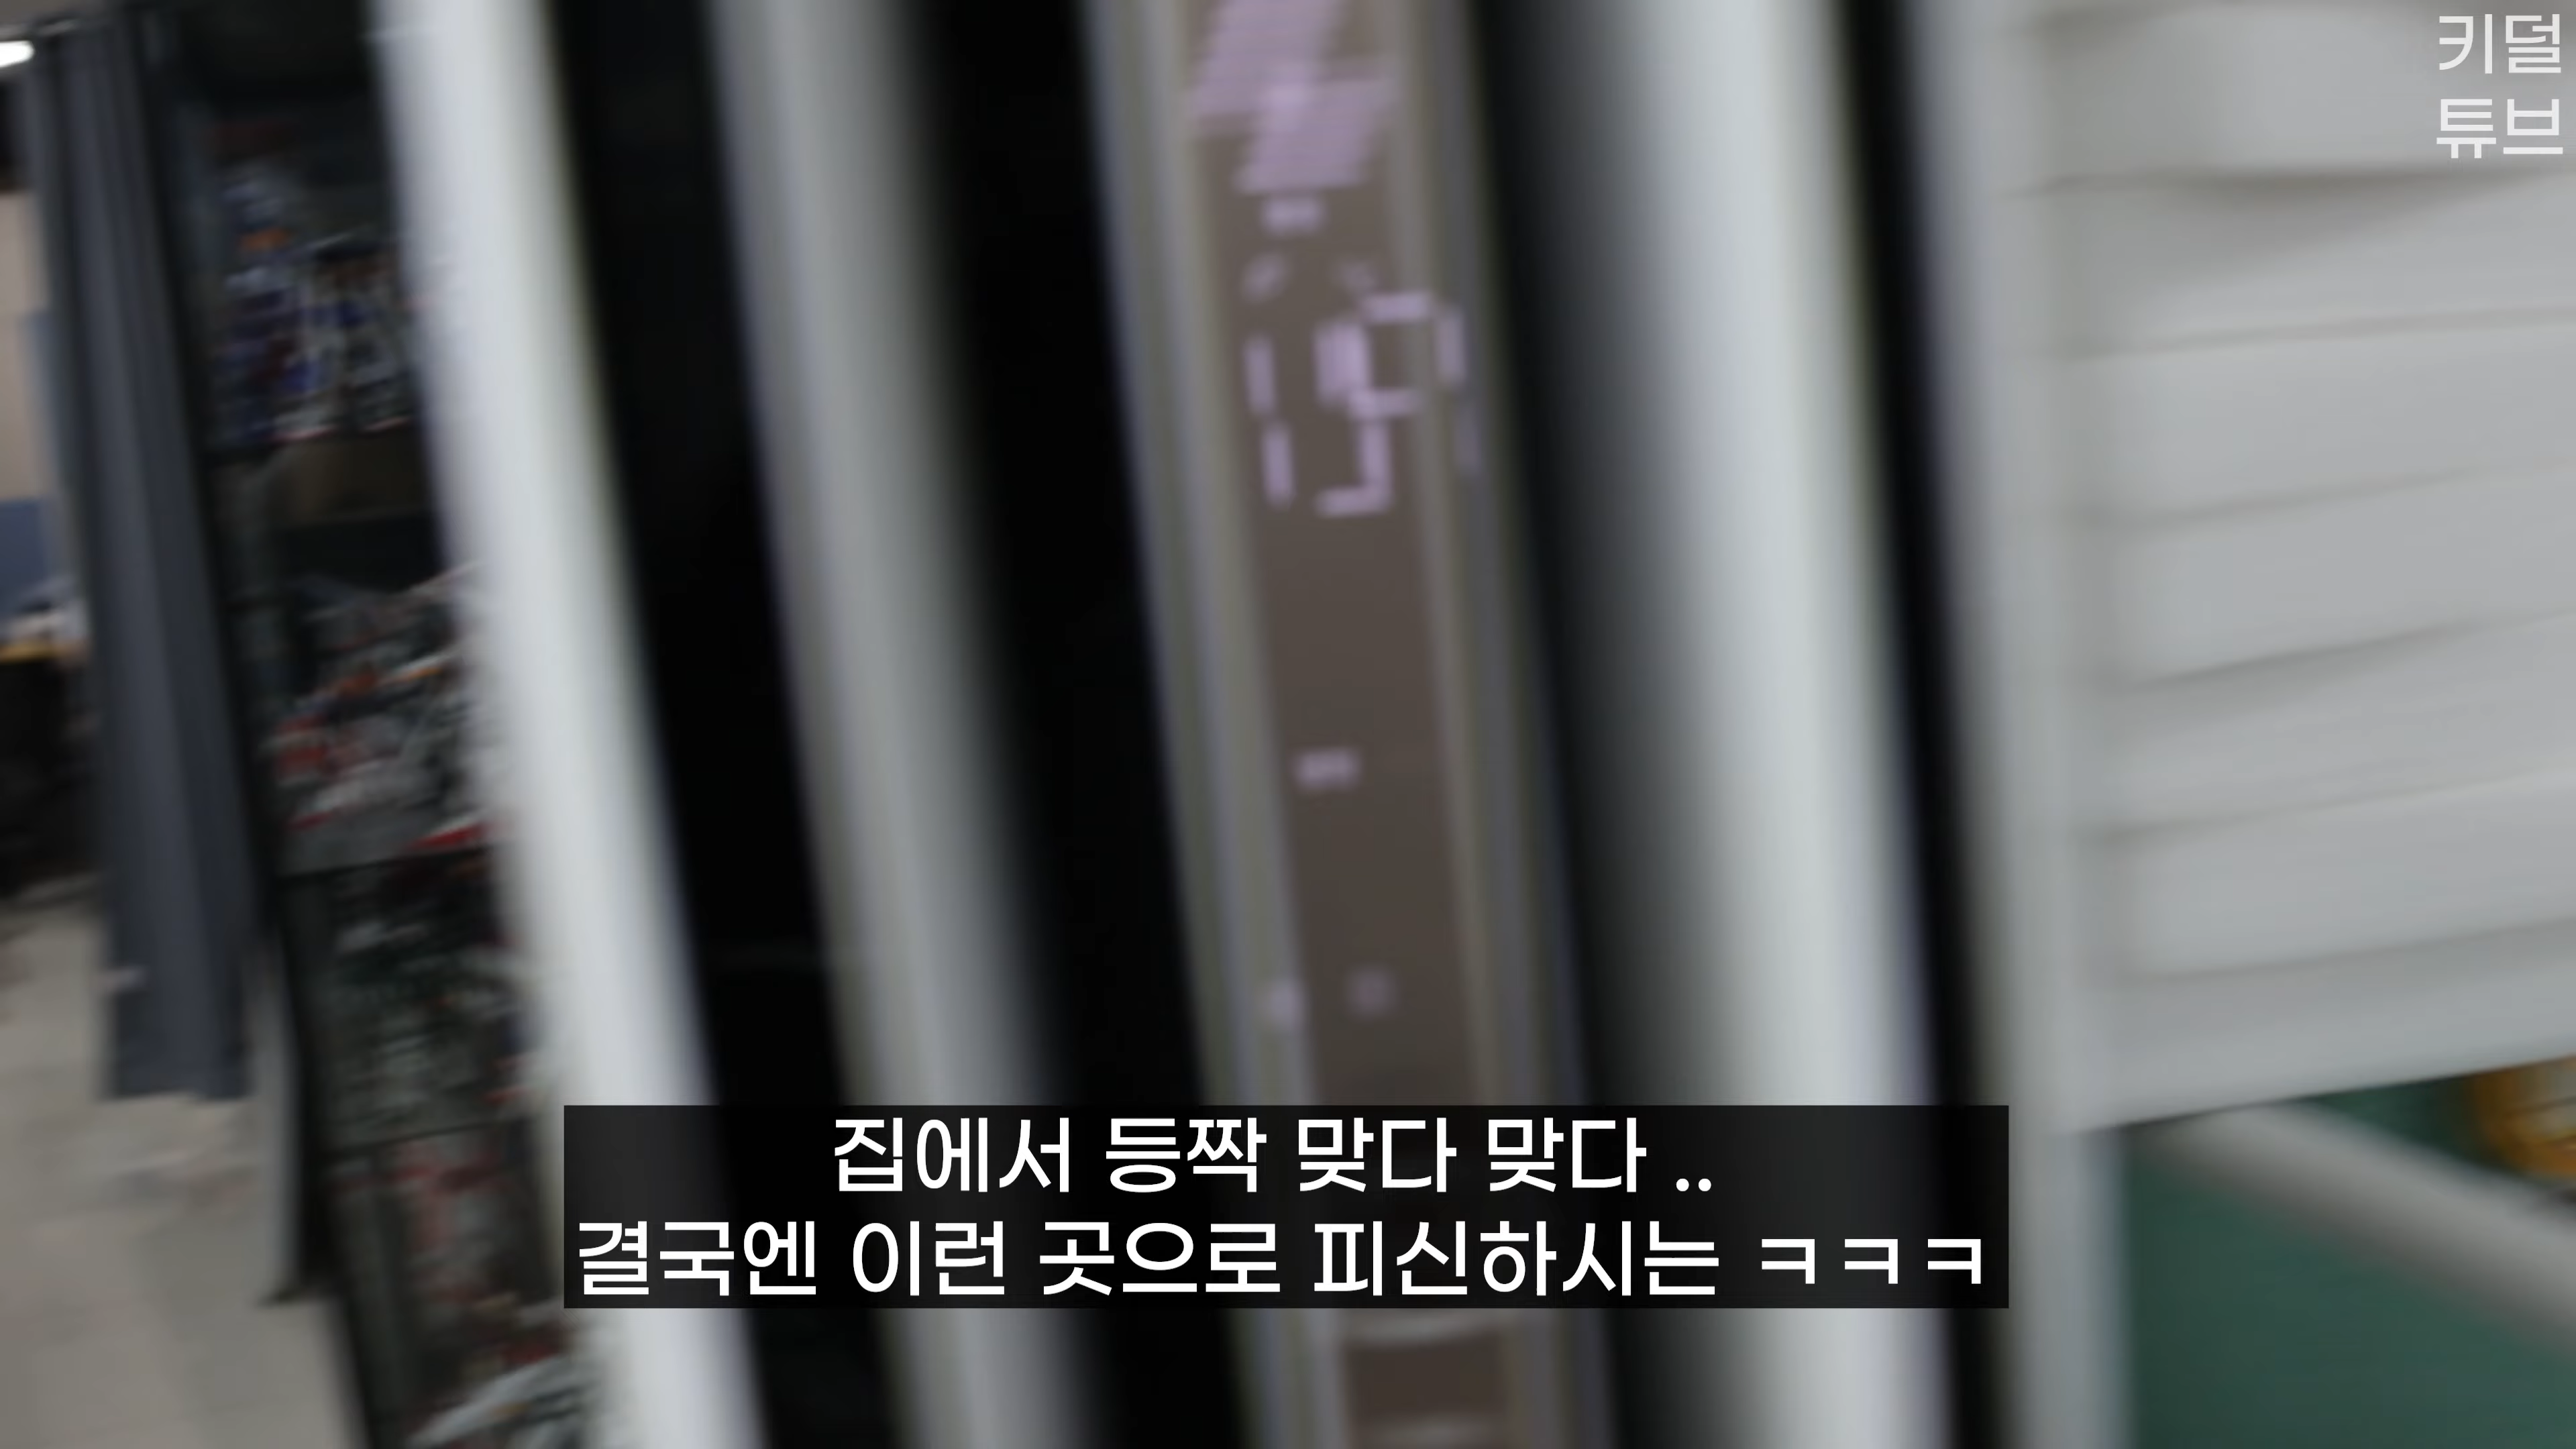 키덜
튜브
집에서 등짝 맞다 맞다 ..
결국엔 이런 곳으로 피신하시는 ㅋㅋㅋ